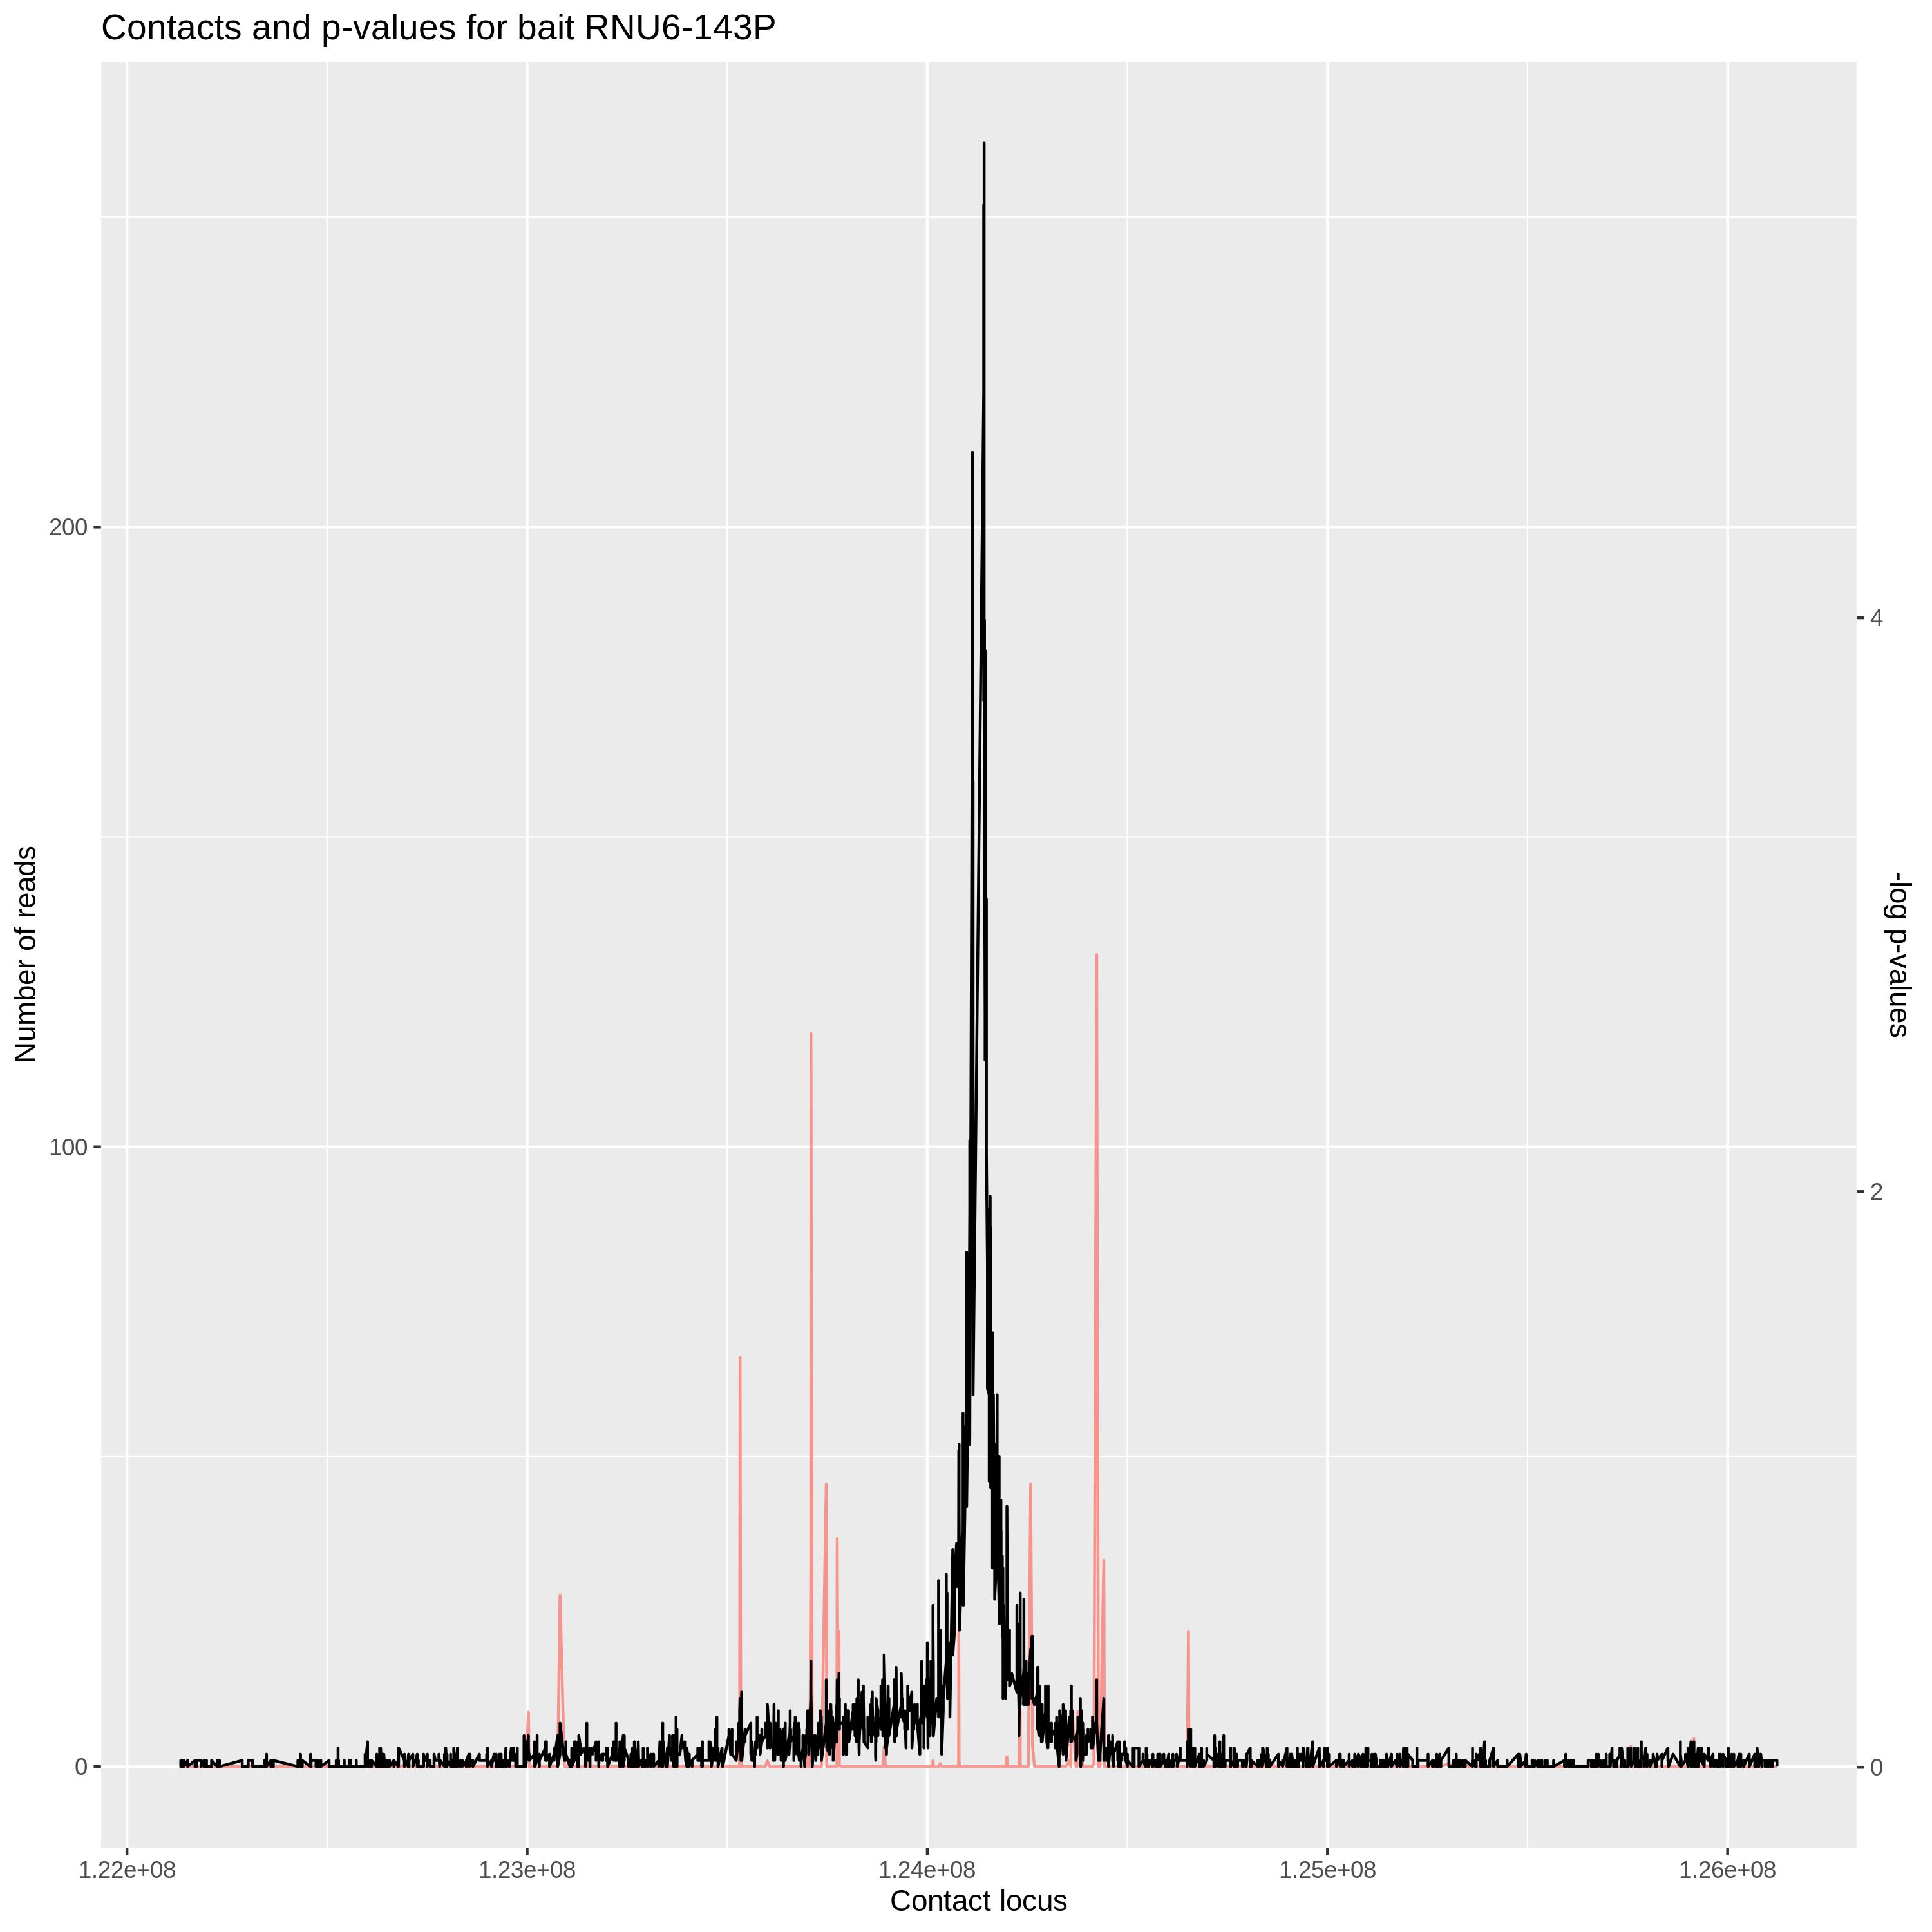 Contacts and p-values for bait RNU6-143P
Number of reads
200
100
0
4
2
0
-log p-values
1.22e+08
1.23e+08
1.24e+08
1.25e+08
1.26e+08
Contact locus